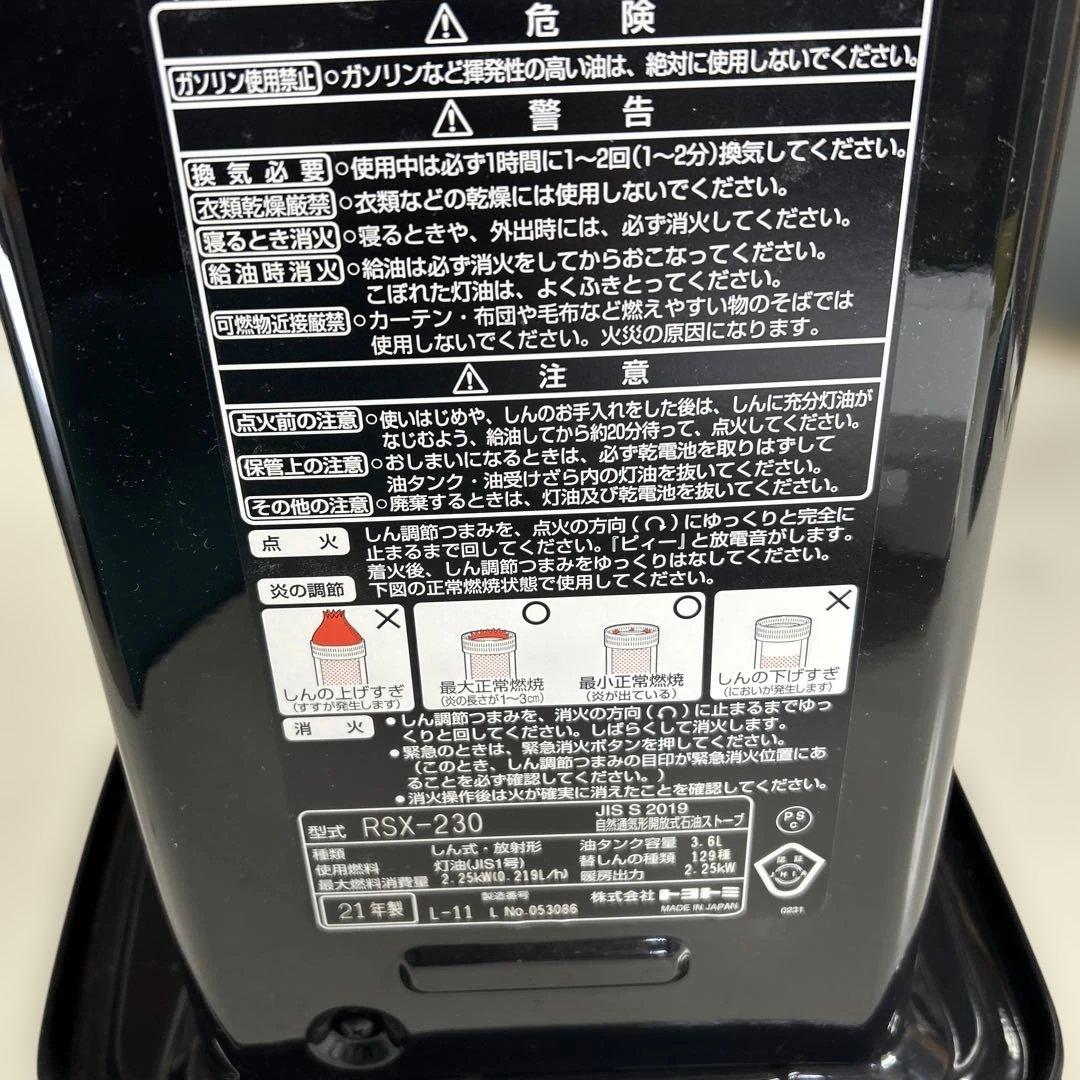 ⚠ 危 険
ガソリン使用禁止 ○ガソリンなど揮発性の高い油は、絶対に使用しないでください。
⚠ 警 告
換気必要 ○使用中は必ず1時間に1～2回(1～2分)換気してください。
衣類乾燥厳禁 ○衣類などの乾燥には使用しないでください。
寝るとき消火 ○寝るときや、外出時には、必ず消火してください。
給油時消火 ○給油は必ず消火をしてからおこなってください。
こぼれた灯油は、よくふきとってください。
可燃物近接厳禁 ○カーテン・布団や毛布など燃えやすい物のそばでは
使用しないでください。火災の原因になります。
⚠ 注 意
点火前の注意 ○使いはじめや、しんのお手入れをした後は、しんに充分灯油が
なじむよう、給油してから約20分待って、点火してください。
保管上の注意 ○おしまいになるときは、必ず乾電池を取りはずして
油タンク・油受けざら内の灯油を抜いてください。
その他の注意 ○廃棄するときは、灯油及び乾電池を抜いてください。
点 火 しん調節つまみを、点火の方向(↷)にゆっくりと完全に
止まるまで回してください。「ピィー」と放電音がします。
着火後、しん調節つまみをゆっくりはなしてください。
炎の調節 下図の正常燃焼状態で使用してください。
× ○ ○ ×
しんの上げすぎ 最大正常燃焼 最小正常燃焼 しんの下げすぎ
(すすが発生します) (炎の長さが1～3cm) (炎が出ている) (においが発生します)
消 火 ●しん調節つまみを、消火の方向(↶)に止まるまでゆっ
くりと回してください。しばらくして消火します。
●緊急のときは、緊急消火ボタンを押してください。
(このとき、しん調節つまみの目印が緊急消火位置にあ
ることを必ず確認してください。)
●消火操作後は火が確実に消えたことを確認してください。
型式 RSX-230 JIS S 2019
自然通気形開放式石油ストーブ
種類 しん式・放射形 油タンク容量 3.6L
使用燃料 灯油(JIS1号) 替しんの種類 129種
最大燃料消費量 2.25kW(0.219L/h) 暖房出力 2.25kW
製造番号
21年製 L-11 L No.053086 株式会社 トヨトミ
MADE IN JAPAN
PS
C
認証
JHIA
0231